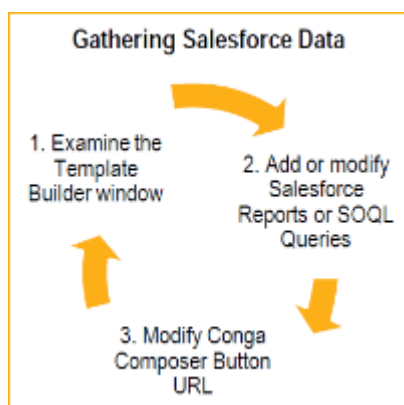 Gathering Salesforce Data
1. Examine the
Template
Builder window
2. Add or modify
Salesforce
Reports or SOQL
Queries
3. Modify Conga
Composer Button
URL